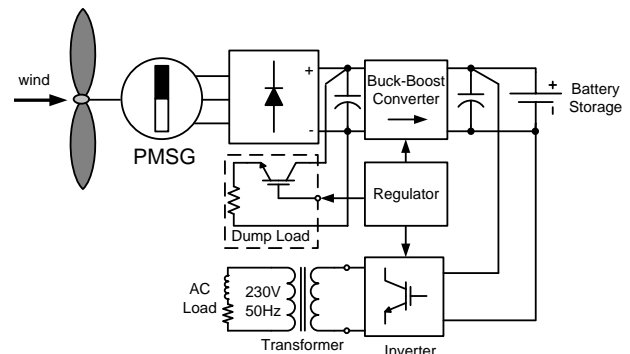 wind
PMSG
+
-
Buck-Boost
Converter
+
Battery
Storage
Regulator
Dump Load
AC
Load
230V
50Hz
Transformer
Inverter